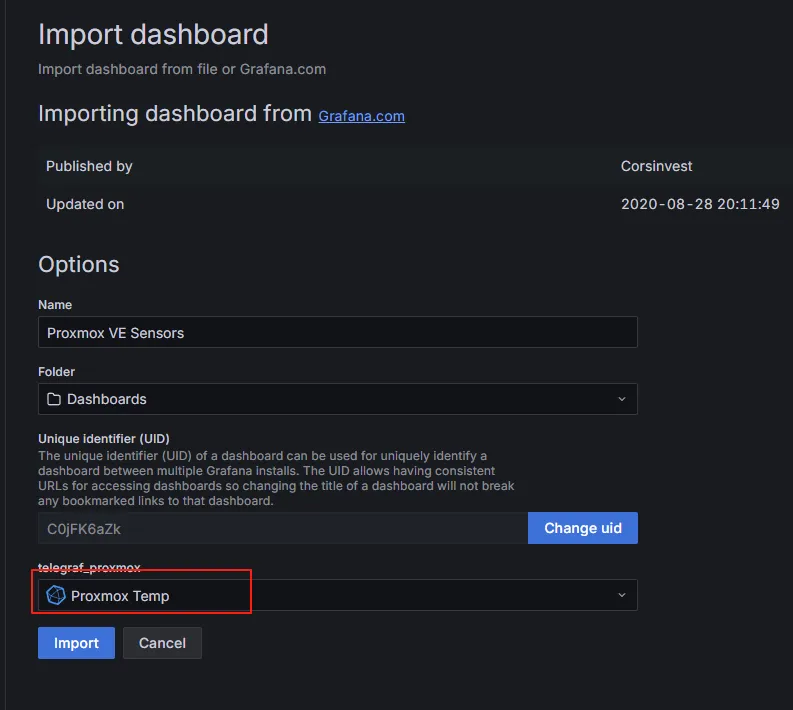 Import dashboard
Import dashboard from file or Grafana.com
Importing dashboard from Grafana.com
Published by Corsinvest
Updated on 2020-08-28 20:11:49
Options
Name
Proxmox VE Sensors
Folder
Dashboards
Unique identifier (UID)
The unique identifier (UID) of a dashboard can be used for uniquely identify a
dashboard between multiple Grafana installs. The UID allows having consistent
URLs for accessing dashboards so changing the title of a dashboard will not break
any bookmarked links to that dashboard.
C0jFK6aZk Change uid
telegraf_proxmox
Proxmox Temp
Import Cancel